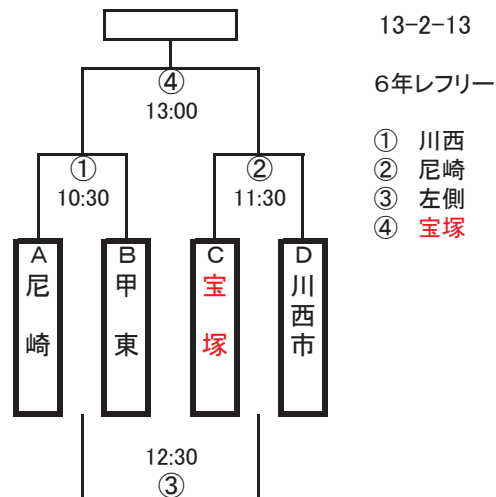 13-2-13
④
13:00
6年レフリー
①
10:30
②
11:30
① 川西
② 尼崎
③ 左側
④ 宝塚
A
尼崎
B
甲東
C
宝塚
D
川西市
12:30
③